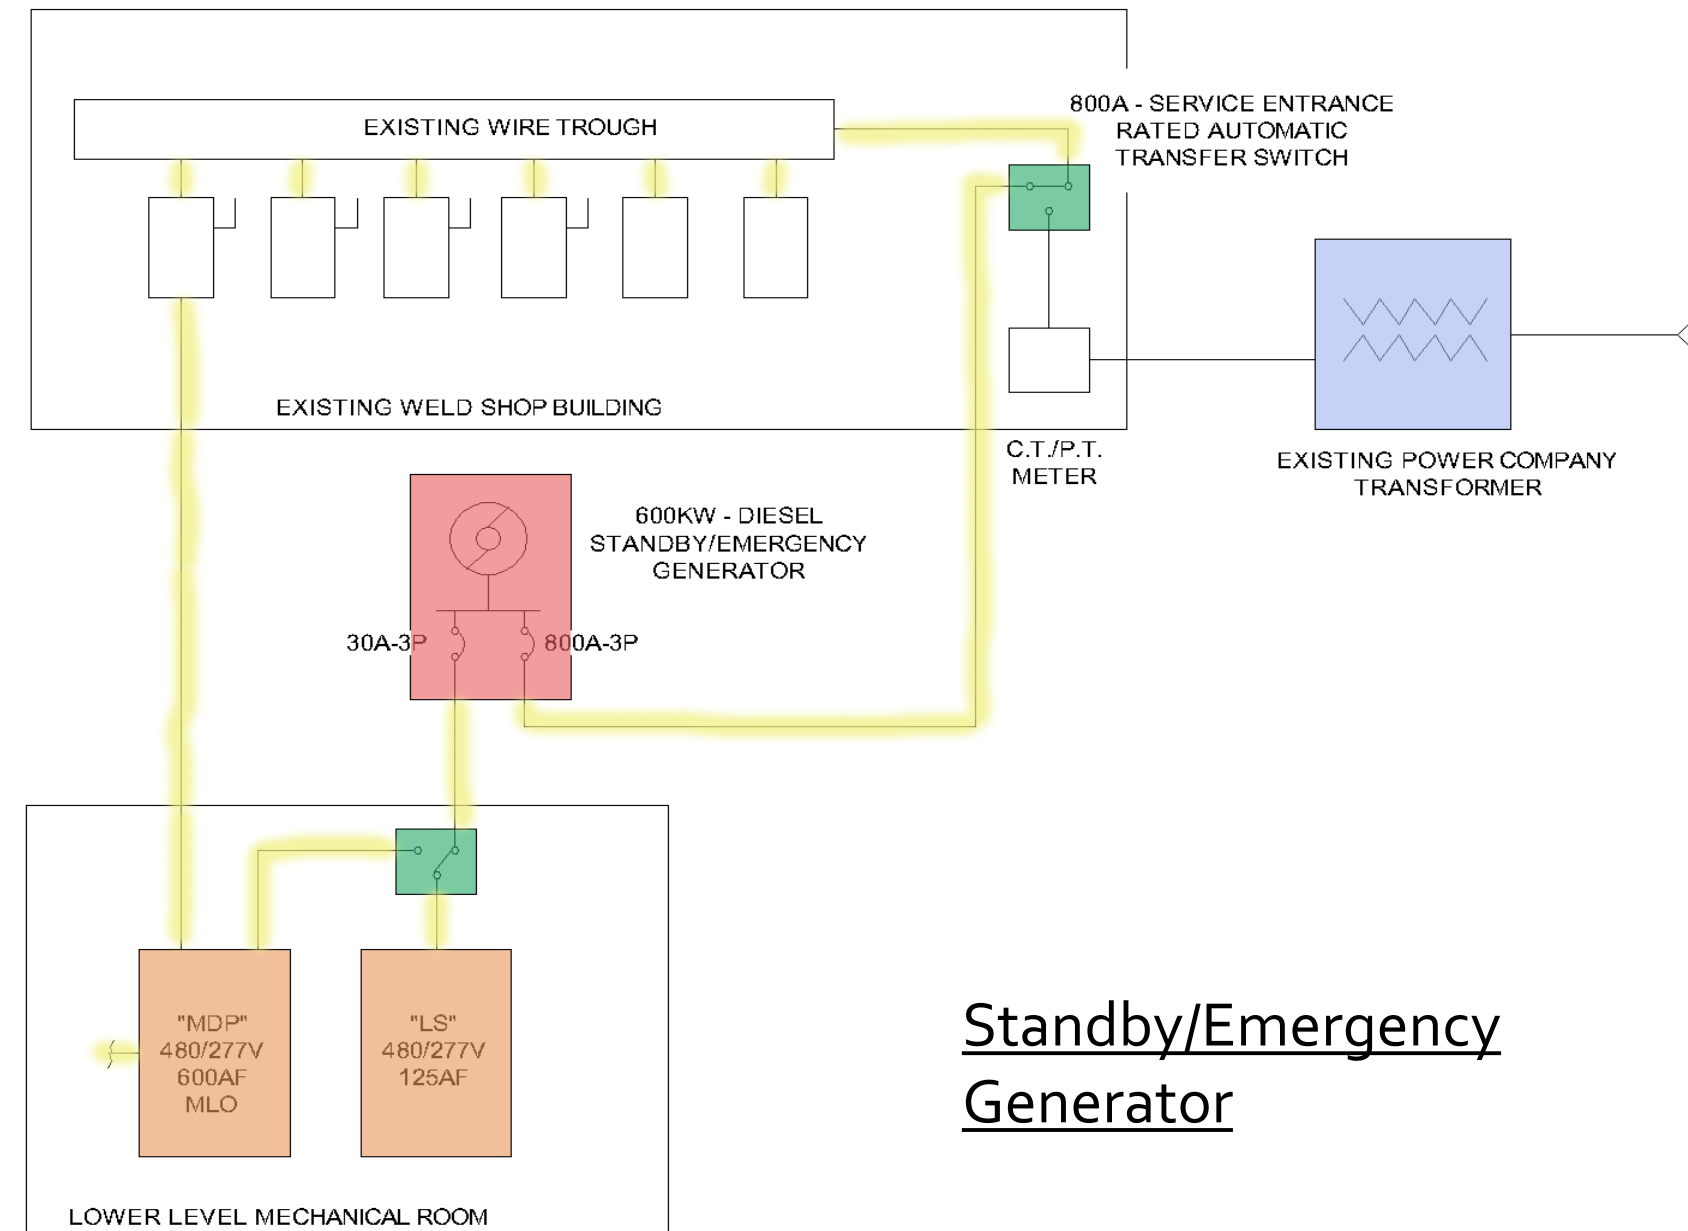 EXISTING WIRE TROUGH
800A - SERVICE ENTRANCE
RATED AUTOMATIC
TRANSFER SWITCH
EXISTING WELD SHOP BUILDING
C.T./P.T.
METER
EXISTING POWER COMPANY
TRANSFORMER
600KW - DIESEL
STANDBY/EMERGENCY
GENERATOR
30A-3P
800A-3P
"MDP"
480/277V
600AF
MLO
"LS"
480/277V
125AF
LOWER LEVEL MECHANICAL ROOM
Standby/Emergency
Generator